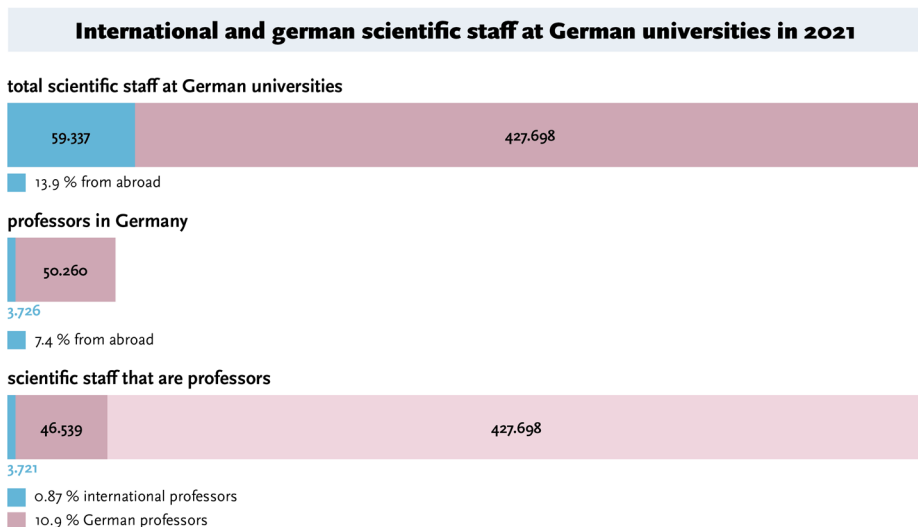 International and german scientific staff at German universities in 2021
total scientific staff at German universities
59.337 427.698
13.9 % from abroad
professors in Germany
50.260
3.726
7.4 % from abroad
scientific staff that are professors
46.539 427.698
3.721
0.87 % international professors
10.9 % German professors